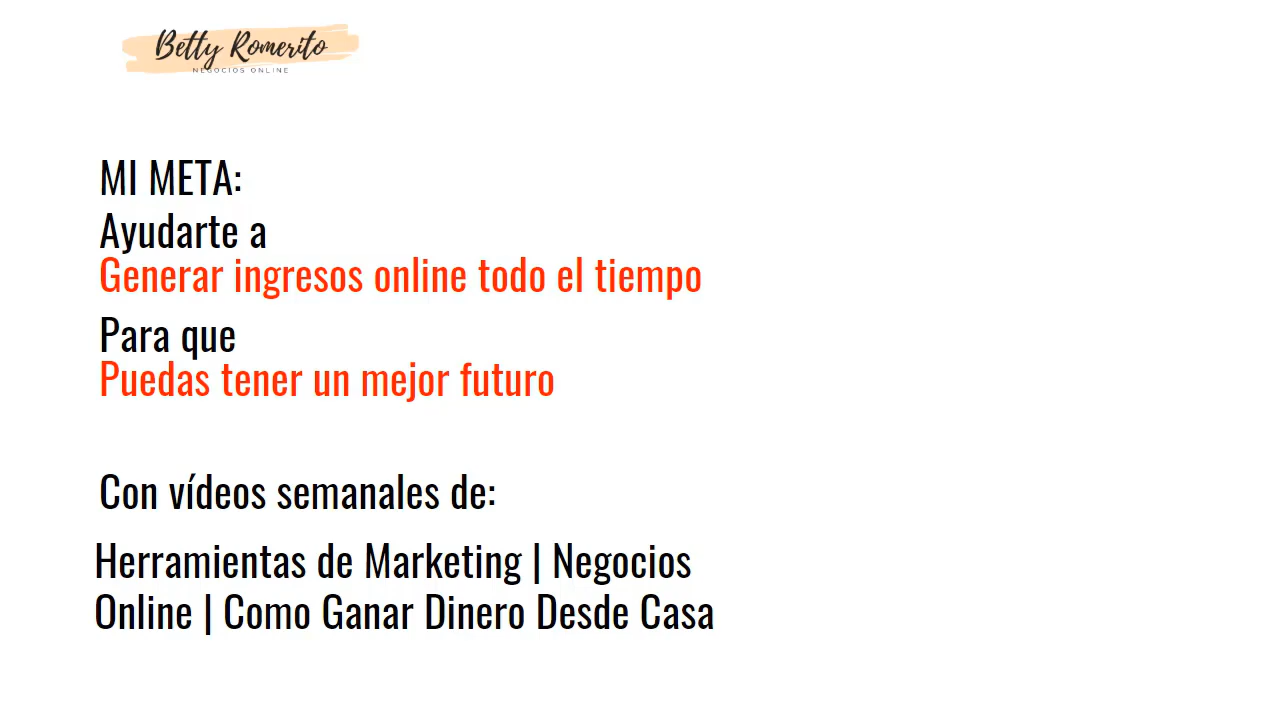 Betty Romerito
NEGOCIOS ONLINE
MI META:
Ayudarte a
Generar ingresos online todo el tiempo
Para que
Puedas tener un mejor futuro
Con vídeos semanales de:
Herramientas de Marketing | Negocios
Online | Como Ganar Dinero Desde Casa